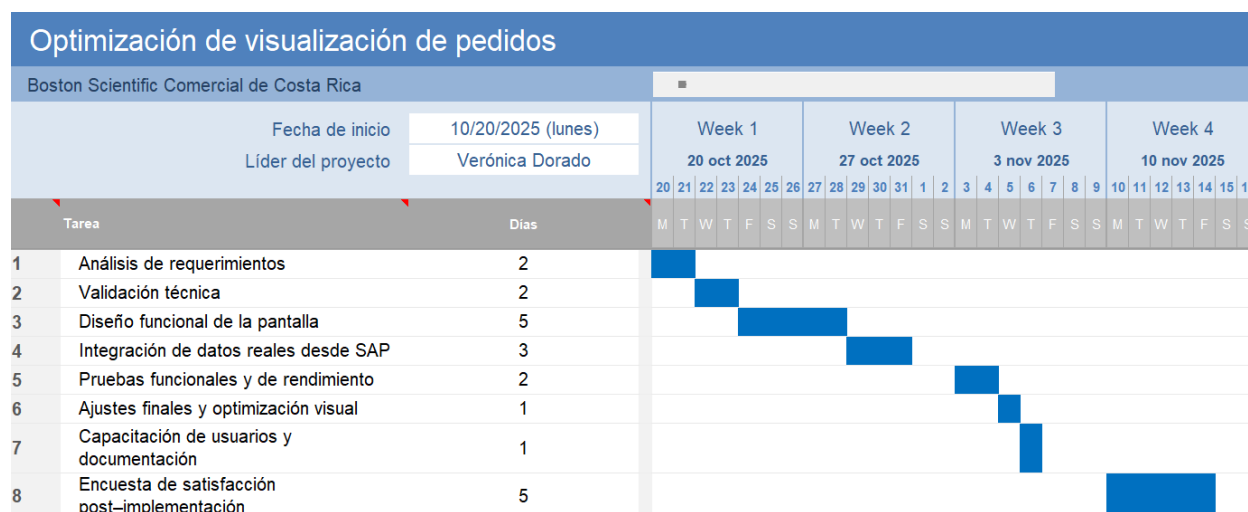 Optimización de visualización de pedidos
Boston Scientific Comercial de Costa Rica
Fecha de inicio 10/20/2025 (lunes) Week 1 Week 2 Week 3 Week 4
Líder del proyecto Verónica Dorado 20 oct 2025 27 oct 2025 3 nov 2025 10 nov 2025
20 21 22 23 24 25 26 27 28 29 30 31 1 2 3 4 5 6 7 8 9 10 11 12 13 14 15
Tarea Días M T W T F S S M T W T F S S M T W T F S S M T W T F S
1 Análisis de requerimientos 2
2 Validación técnica 2
3 Diseño funcional de la pantalla 5
4 Integración de datos reales desde SAP 3
5 Pruebas funcionales y de rendimiento 2
6 Ajustes finales y optimización visual 1
7 Capacitación de usuarios y
documentación 1
8 Encuesta de satisfacción
post–implementación 5